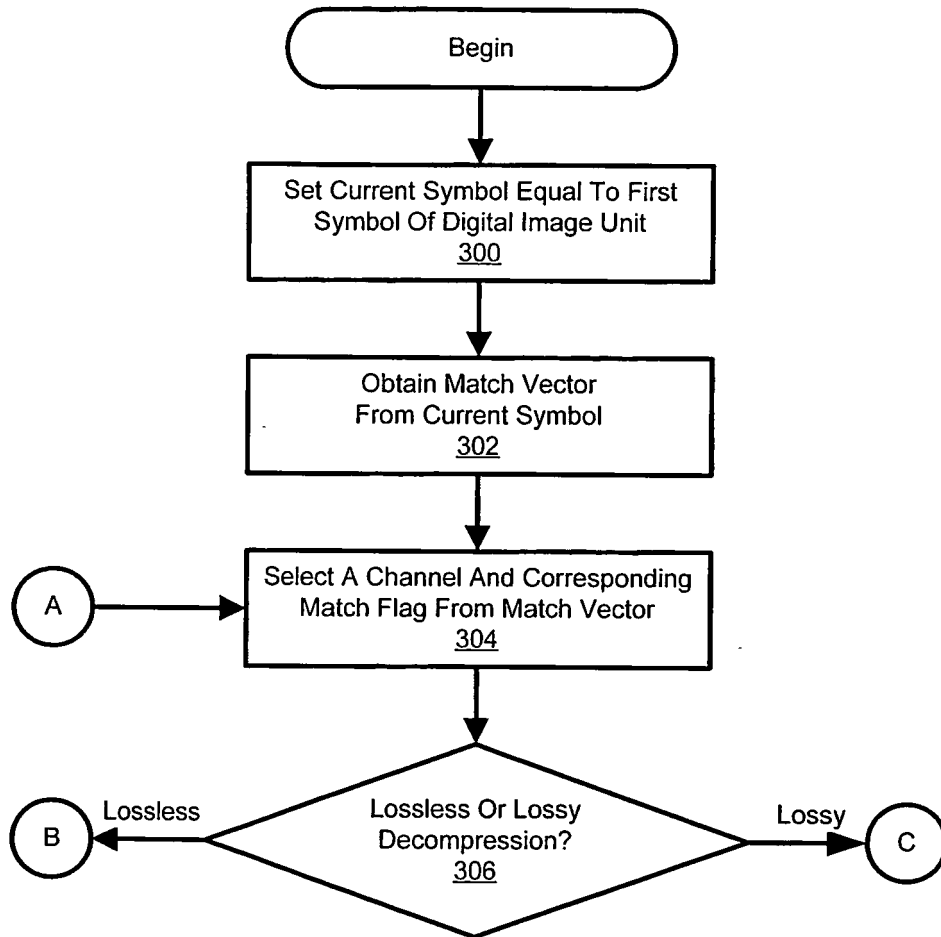 Begin
Set Current Symbol Equal To First
Symbol Of Digital Image Unit
300
Obtain Match Vector
From Current Symbol
302
A
Select A Channel And Corresponding
Match Flag From Match Vector
304
B
Lossless
Lossless Or Lossy
Decompression?
306
Lossy
C